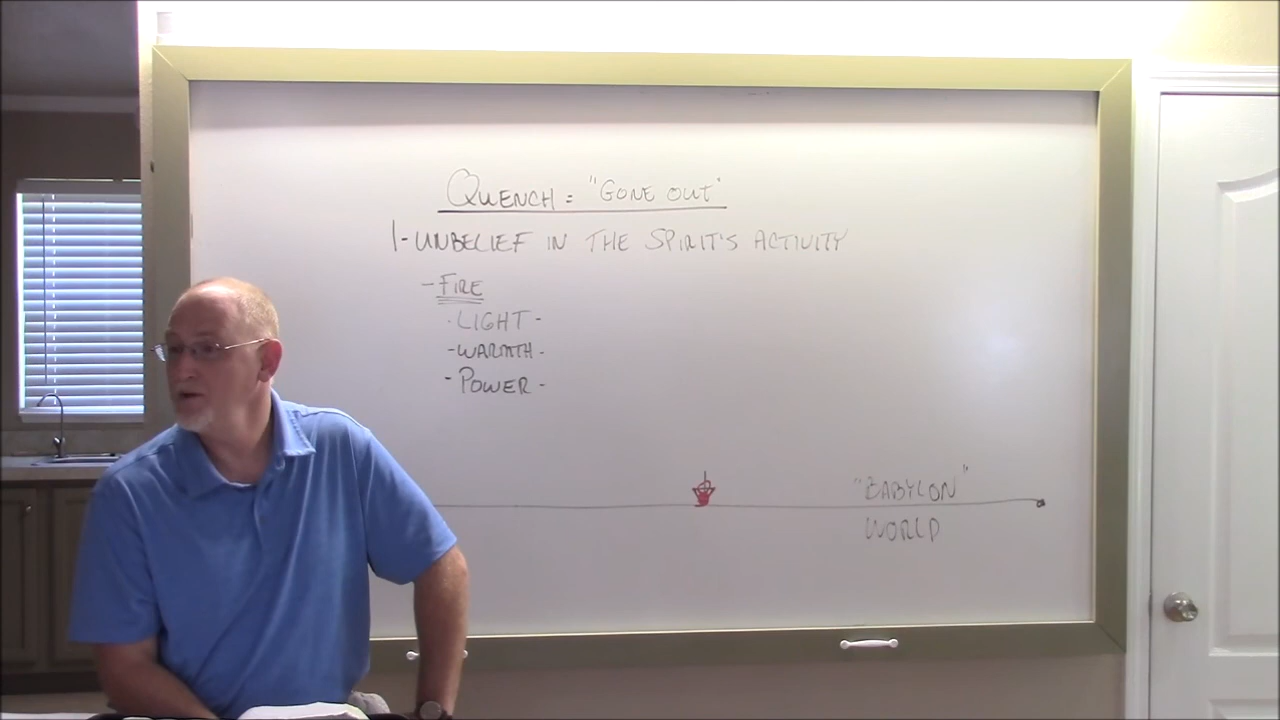 QUENCH = "GONE OUT"
1-UNBELIEF IN THE SPIRIT'S ACTIVITY
-FIRE
·LIGHT-
-WARMTH-
-POWER-
"BABYLON"
WORLD